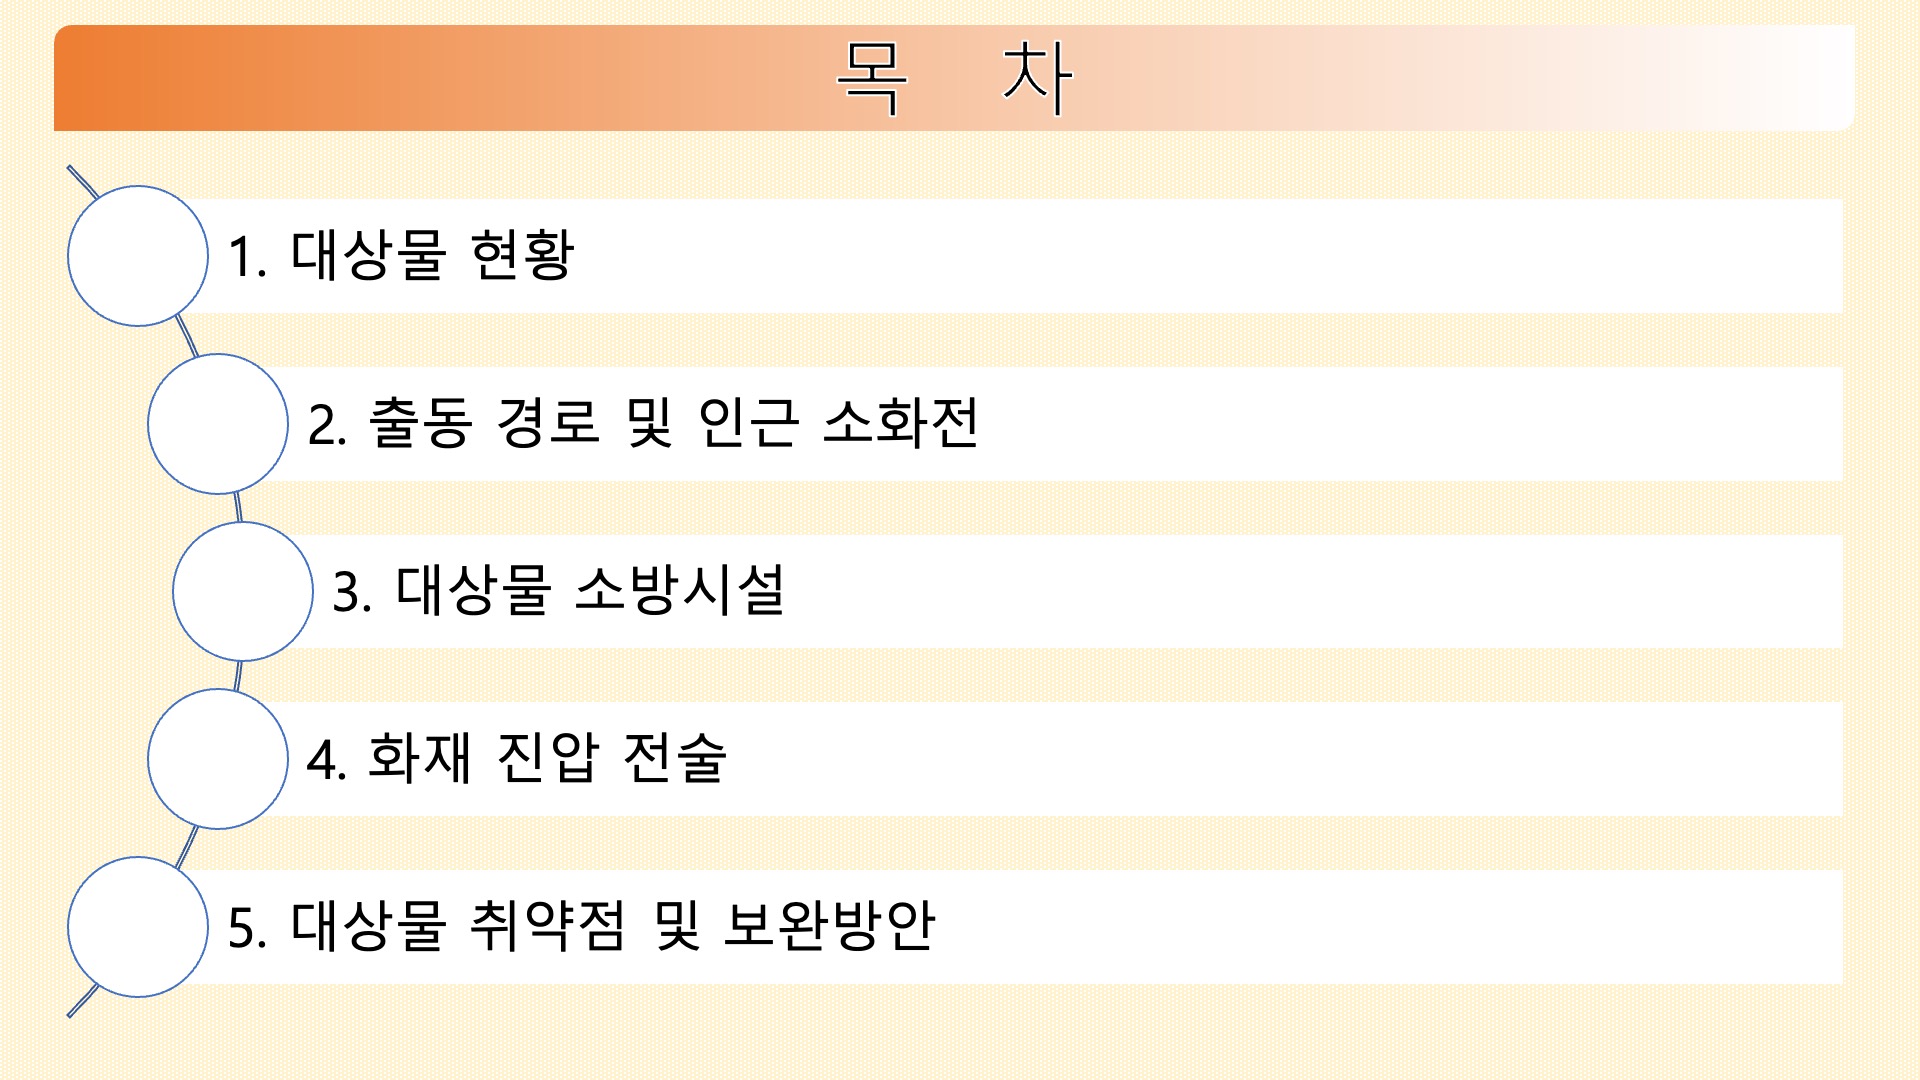 목 차
1. 대상물 현황
2. 출동 경로 및 인근 소화전
3. 대상물 소방시설
4. 화재 진압 전술
5. 대상물 취약점 및 보완방안